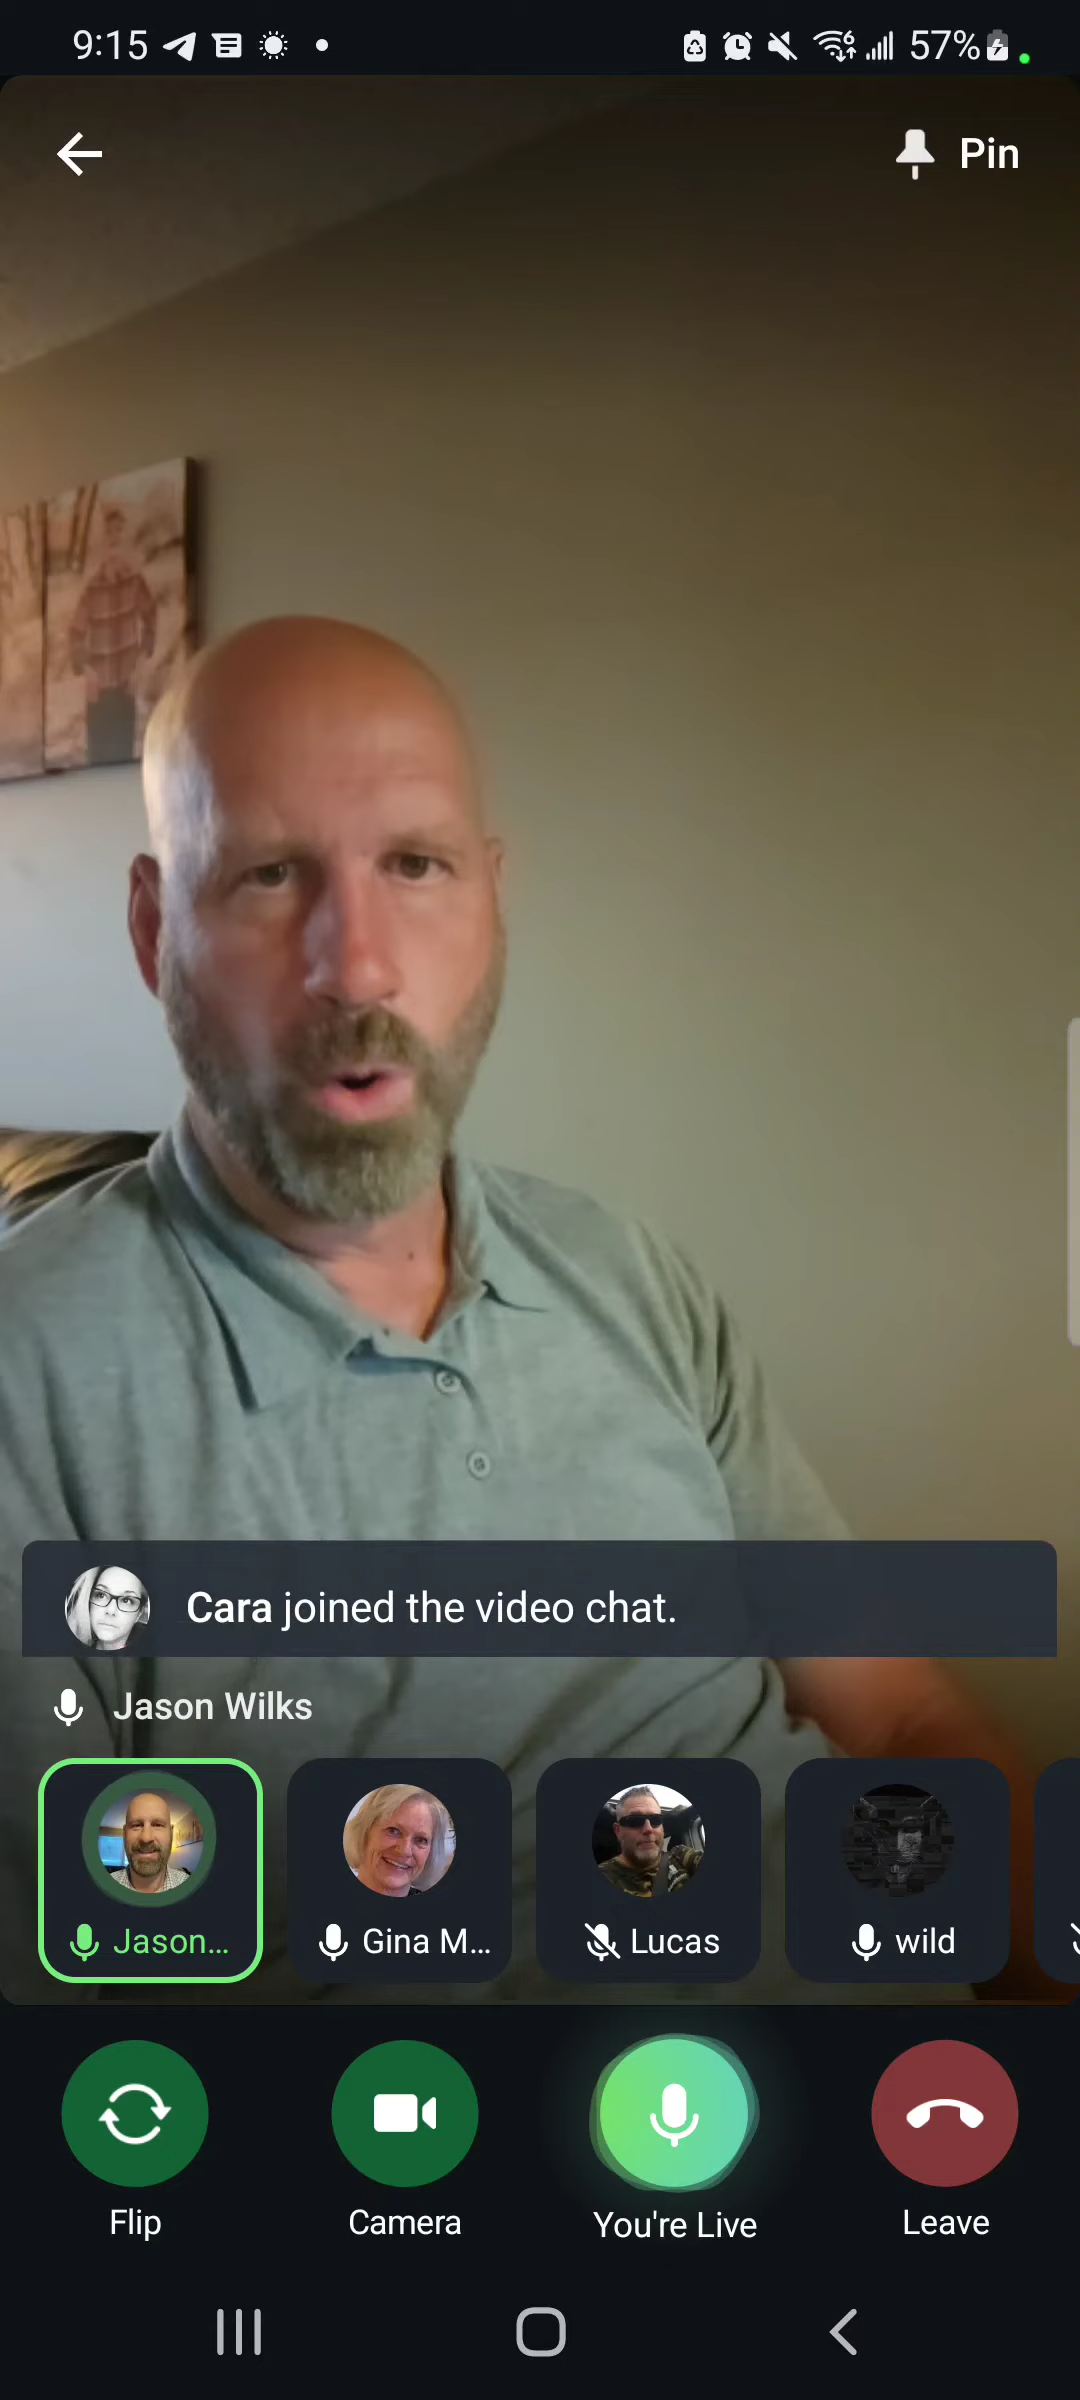 9:15
6
57%
Pin
Cara joined the video chat.
Jason Wilks
Jason...
Gina M...
Lucas
wild
Flip
Camera
You're Live
Leave